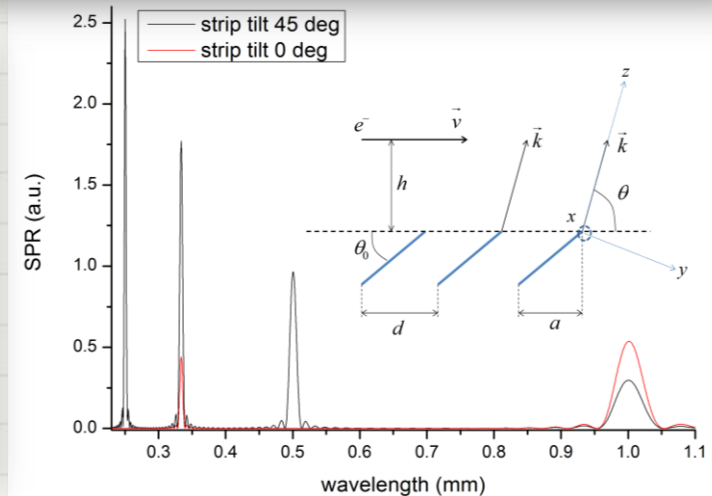 strip tilt 45 deg
strip tilt 0 deg
SPR (a.u.)
2.5
2.0
1.5
1.0
0.5
0.0
0.3
0.4
0.5
0.6
0.7
0.8
0.9
1.0
1.1
wavelength (mm)
z
e⁻
v⃗
k⃗
k⃗
h
θ
x
θ₀
y
d
a